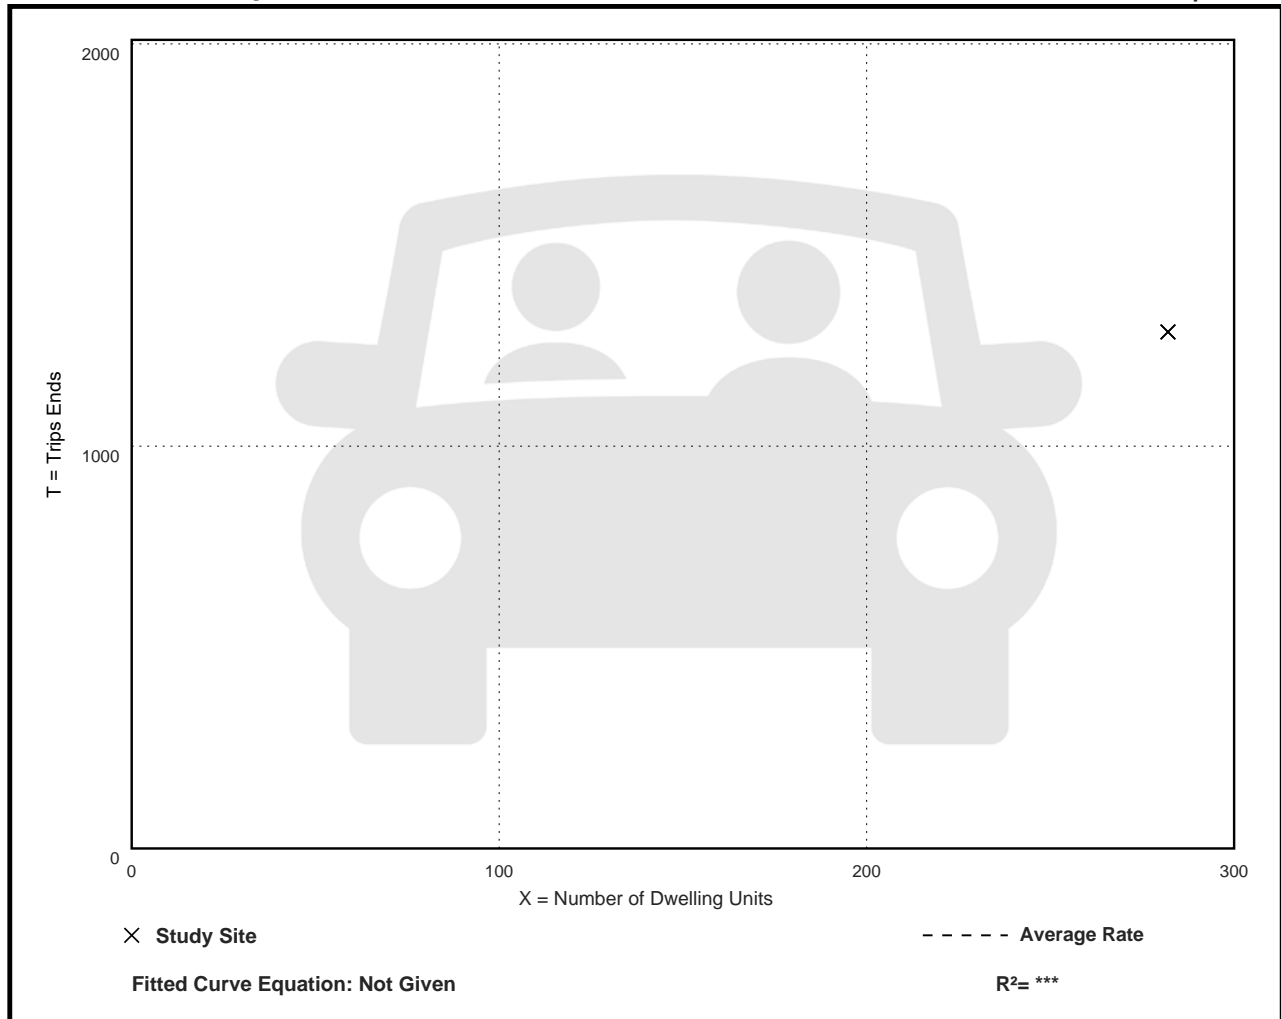 2000
T = Trips Ends
1000
0
0 100 200 300
X = Number of Dwelling Units
Study Site
Average Rate
Fitted Curve Equation: Not Given
R²= ***